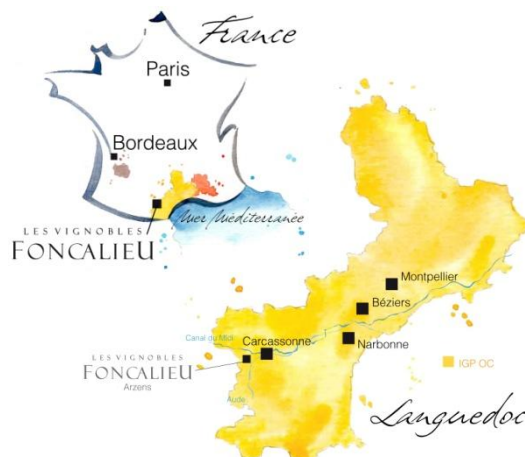 France
Paris
Bordeaux
Mer Méditerranée
LES VIGNOBLES
FONCALIEU
Montpellier
Béziers
Canal du Midi
Carcassonne
Narbonne
LES VIGNOBLES
FONCALIEU
Arzens
IGP OC
Aude
Languedoc